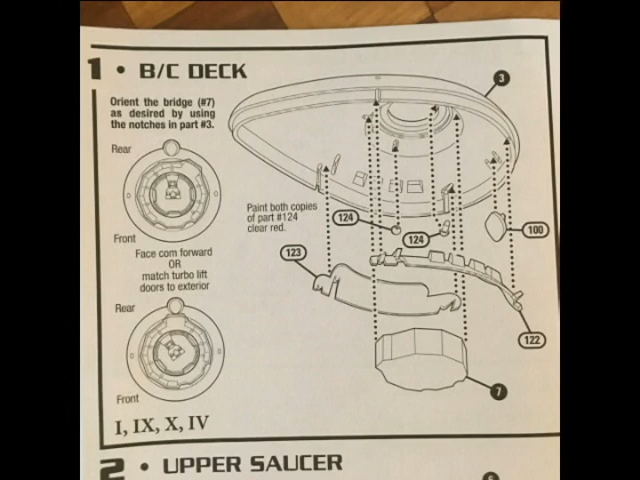 1 • B/C DECK
Orient the bridge (#7)
as desired by using
the notches in part #3.
Rear
Front
Face com forward
OR
match turbo lift
doors to exterior
Rear
Front
I, IX, X, IV
3
Paint both copies
of part #124
clear red.
124
124
100
123
122
7
2 • UPPER SAUCER